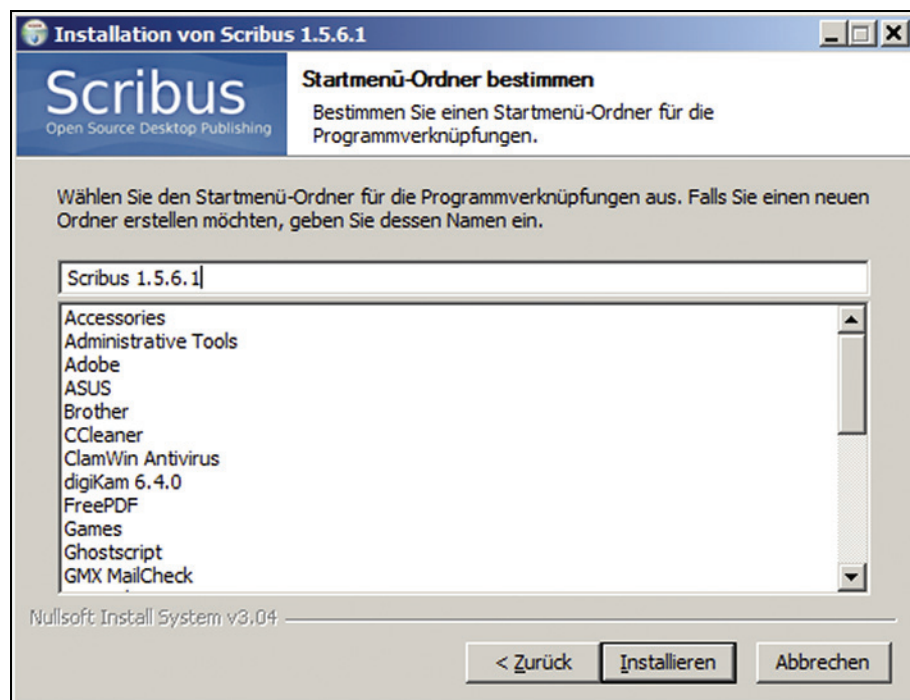 Installation von Scribus 1.5.6.1
Scribus
Open Source Desktop Publishing
Startmenü-Ordner bestimmen
Bestimmen Sie einen Startmenü-Ordner für die
Programmverknüpfungen.
Wählen Sie den Startmenü-Ordner für die Programmverknüpfungen aus. Falls Sie einen neuen
Ordner erstellen möchten, geben Sie dessen Namen ein.
Scribus 1.5.6.1
Accessories
Administrative Tools
Adobe
ASUS
Brother
CCleaner
ClamWin Antivirus
digiKam 6.4.0
FreePDF
Games
Ghostscript
GMX MailCheck
Nullsoft Install System v3.04
< Zurück
Installieren
Abbrechen